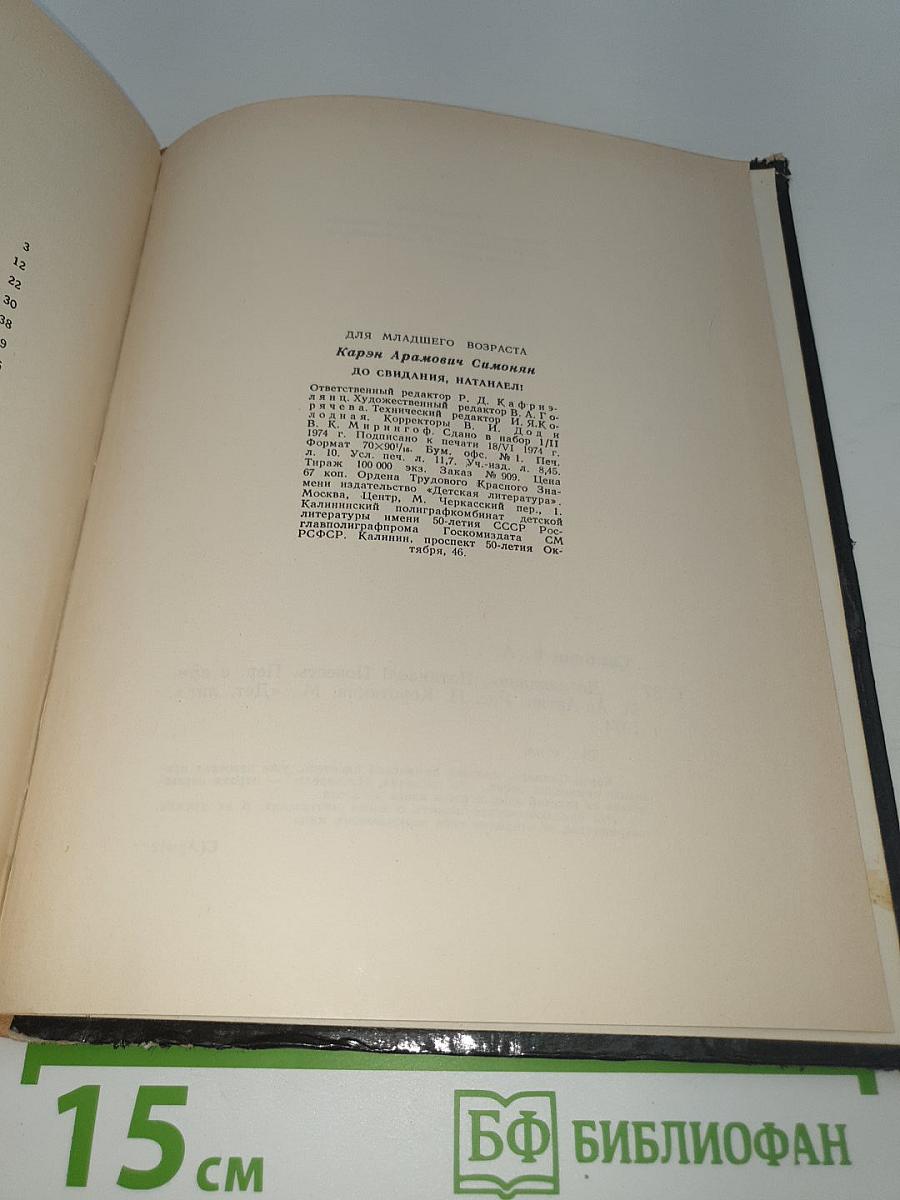 3
12
22
30
38
9
ДЛЯ МЛАДШЕГО ВОЗРАСТА
Карэн Арамович Симонян
ДО СВИДАНИЯ, НАТАНАЕЛ!
Ответственный редактор Р. Д. Кафриэ-
лянц. Художественный редактор В. А. Го-
рячева. Технический редактор И. Я. Ко-
лодная. Корректоры В. И. Дод и
В. К. Мирингоф. Сдано в набор 1/II
1974 г. Подписано к печати 18/VI 1974 г.
Формат 70×90¹/₁₆. Бум. офс. № 1. Печ.
л. 10. Усл. печ. л. 11,7. Уч.-изд. л. 8,45.
Тираж 100 000 экз. Заказ № 909. Цена
67 коп. Ордена Трудового Красного Зна-
мени издательство «Детская литература».
Москва, Центр, М. Черкасский пер., 1.
Калининский полиграфкомбинат детской
литературы имени 50-летия СССР Рос-
главполиграфпрома Госкомиздата СМ
РСФСР. Калинин, проспект 50-летия Ок-
тября, 46.
15 см
БФ БИБЛИОФАН